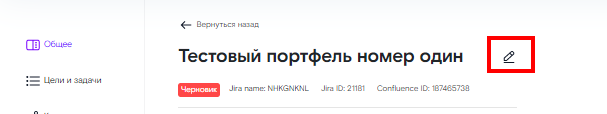 Вернуться назад
Общее
Тестовый портфель номер один
Цели и задачи
Черновик Jira name: NHKGNKNL Jira ID: 21181 Confluence ID: 187465738